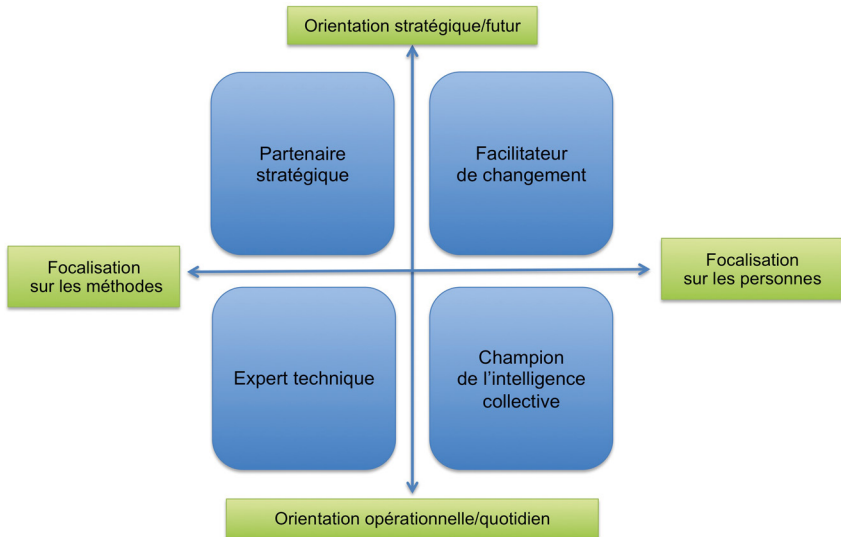 Orientation stratégique/futur
Partenaire
stratégique
Facilitateur
de changement
Focalisation
sur les méthodes
Focalisation
sur les personnes
Expert technique
Champion
de l’intelligence
collective
Orientation opérationnelle/quotidien